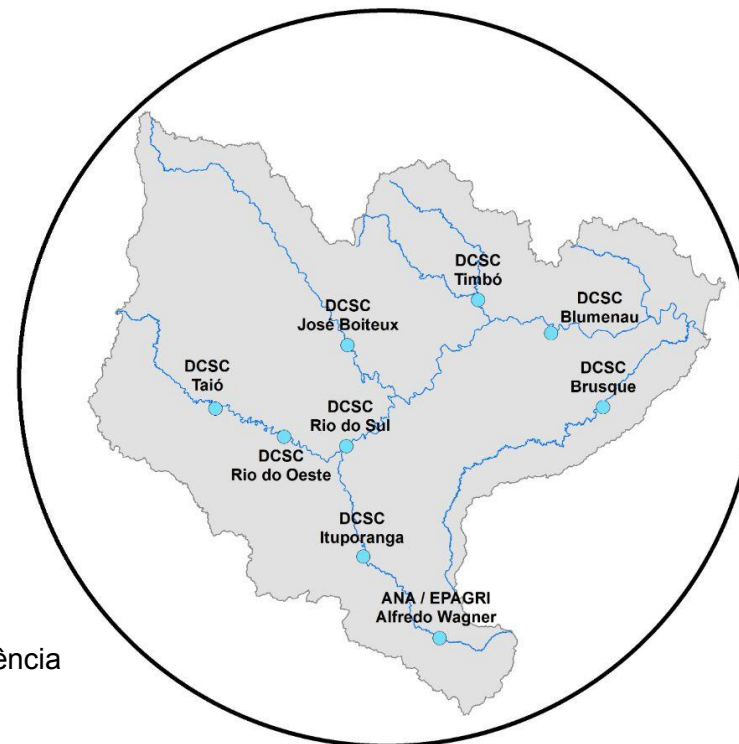 DCSC
Timbó
DCSC
Blumenau
DCSC
José Boiteux
DCSC
Brusque
DCSC
Taió
DCSC
Rio do Sul
DCSC
Rio do Oeste
DCSC
Ituporanga
ANA / EPAGRI
Alfredo Wagner
ência